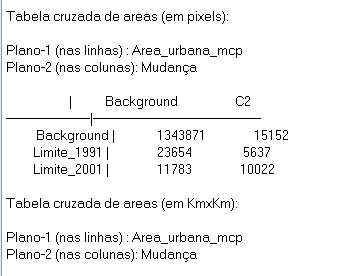 Tabela cruzada de areas (em pixels):
Plano-1 (nas linhas) : Area_urbana_mcp
Plano-2 (nas colunas): Mudança
| Background C2
Background | 1343871 15152
Limite_1991 | 23654 5637
Limite_2001 | 11783 10022
Tabela cruzada de areas (em KmxKm):
Plano-1 (nas linhas) : Area_urbana_mcp
Plano-2 (nas colunas): Mudança